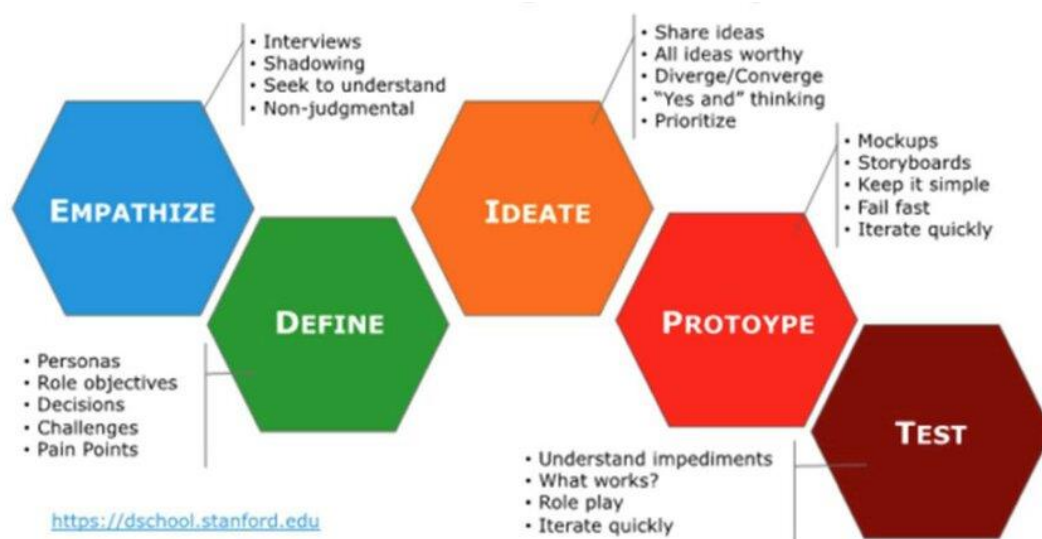 • Interviews
• Shadowing
• Seek to understand
• Non-judgmental
EMPATHIZE
• Personas
• Role objectives
• Decisions
• Challenges
• Pain Points
DEFINE
• Share ideas
• All ideas worthy
• Diverge/Converge
• “Yes and” thinking
• Prioritize
IDEATE
• Mockups
• Storyboards
• Keep it simple
• Fail fast
• Iterate quickly
PROTOYPE
• Understand impediments
• What works?
• Role play
• Iterate quickly
TEST
https://dschool.stanford.edu